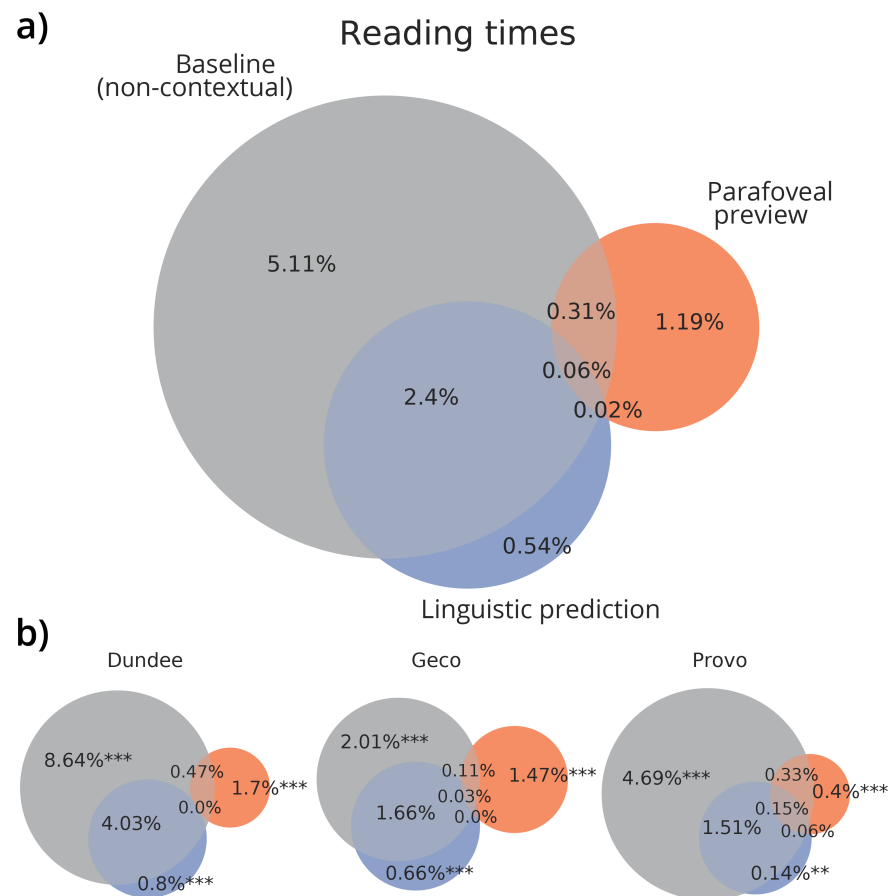 a)
Reading times
Baseline
(non-contextual)
Parafoveal
preview
5.11%
0.31%
1.19%
0.06%
2.4%
0.02%
0.54%
Linguistic prediction
b)
Dundee
8.64%***
0.47%
1.7%***
0.0%
4.03%
0.8%***
Geco
2.01%***
0.11%
1.47%***
0.03%
1.66%
0.0%
0.66%***
Provo
4.69%***
0.33%
0.4%***
0.15%
1.51%
0.06%
0.14%**